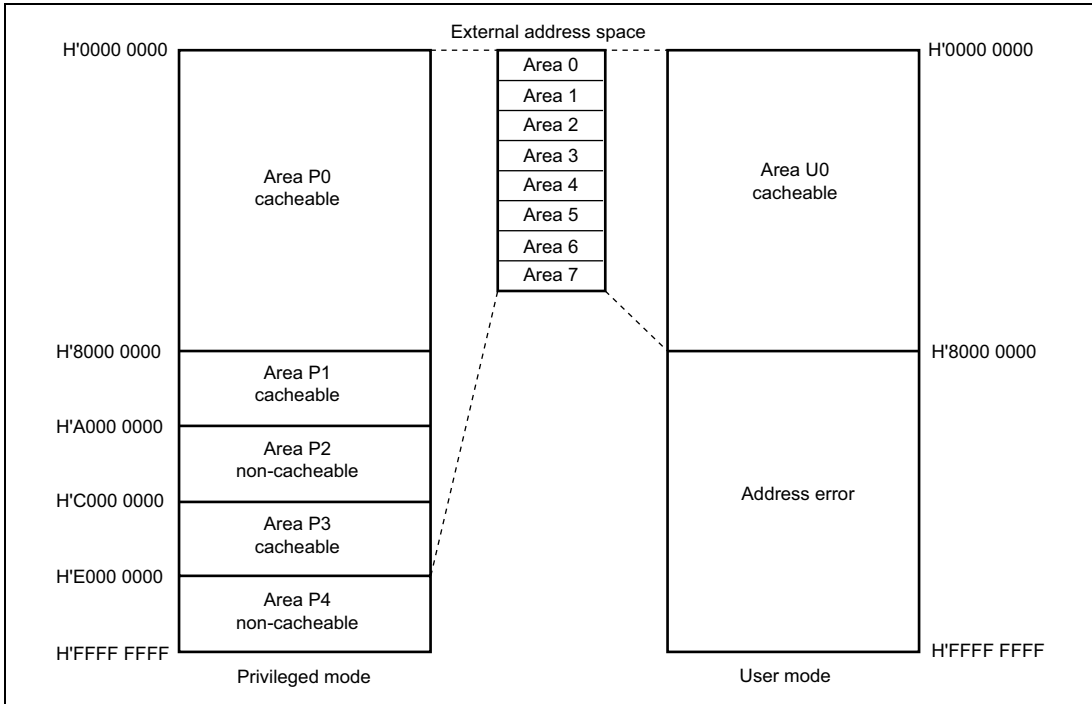 External address space
H'0000 0000
Area P0
cacheable
H'8000 0000
Area P1
cacheable
H'A000 0000
Area P2
non-cacheable
H'C000 0000
Area P3
cacheable
H'E000 0000
Area P4
non-cacheable
H'FFFF FFFF
Privileged mode
Area 0
Area 1
Area 2
Area 3
Area 4
Area 5
Area 6
Area 7
H'0000 0000
Area U0
cacheable
H'8000 0000
Address error
H'FFFF FFFF
User mode